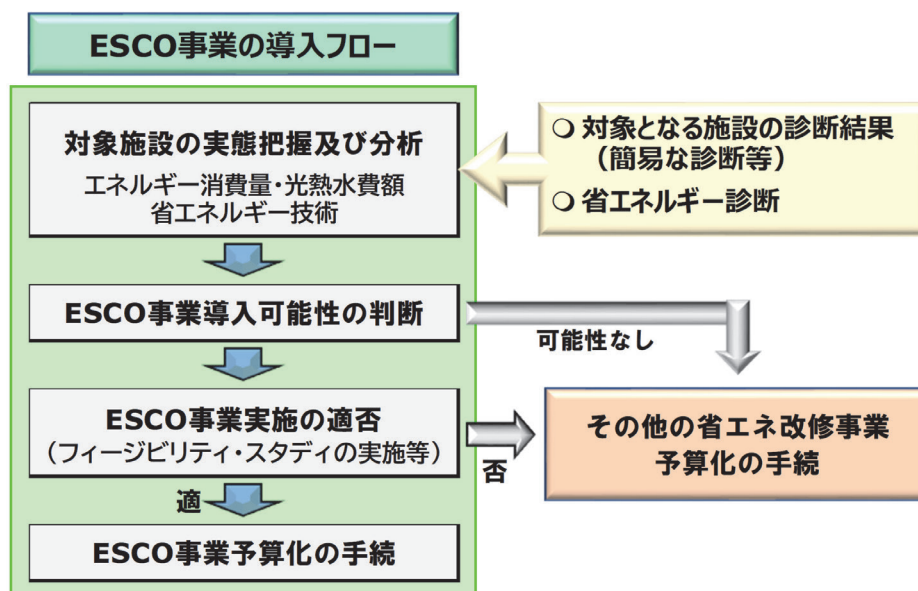 ESCO事業の導入フロー
対象施設の実態把握及び分析
エネルギー消費量・光熱水費額
省エネルギー技術
❍ 対象となる施設の診断結果
（簡易な診断等）
❍ 省エネルギー診断
ESCO事業導入可能性の判断
可能性なし
ESCO事業実施の適否
（フィージビリティ・スタディの実施等）
否
その他の省エネ改修事業
予算化の手続
適
ESCO事業予算化の手続